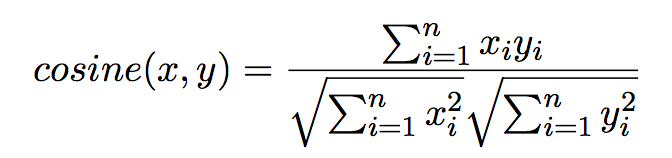 cosine(x, y) = \frac{\sum_{i=1}^{n} x_i y_i}{\sqrt{\sum_{i=1}^{n} x_i^2} \sqrt{\sum_{i=1}^{n} y_i^2}}